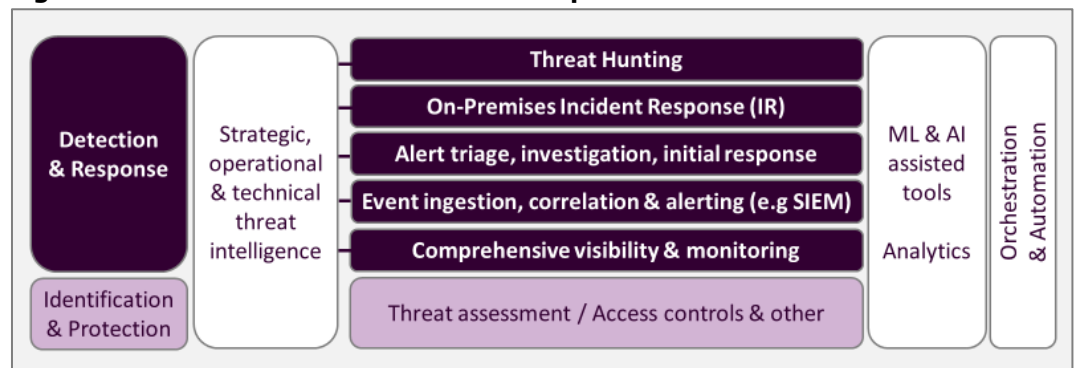 Detection
& Response
Identification
& Protection
Strategic,
operational
& technical
threat
intelligence
Threat Hunting
On-Premises Incident Response (IR)
Alert triage, investigation, initial response
Event ingestion, correlation & alerting (e.g SIEM)
Comprehensive visibility & monitoring
Threat assessment / Access controls & other
ML & AI
assisted
tools
Analytics
Orchestration
& Automation